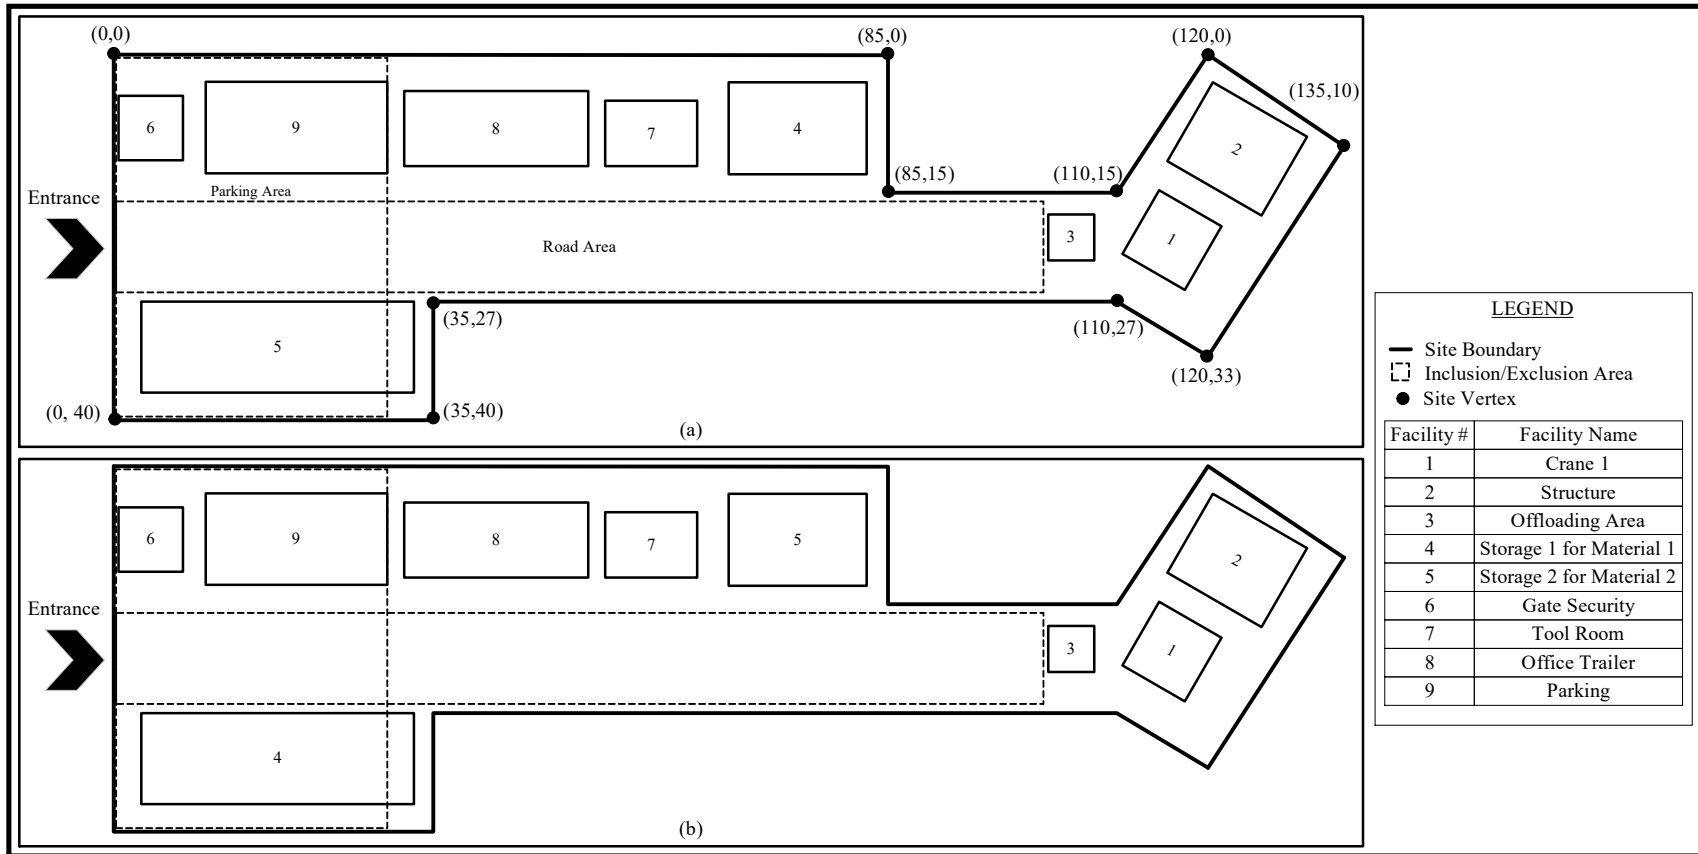 (0,0)
(85,0)
(120,0)
(135,10)
6
9
8
7
4
2
Parking Area
(85,15)
(110,15)
Entrance
Road Area
3
1
5
(35,27)
(110,27)
(120,33)
(0, 40)
(35,40)
(a)
6
9
8
7
5
2
Entrance
3
1
4
(b)
LEGEND
Site Boundary
Inclusion/Exclusion Area
Site Vertex
Facility # Facility Name
1 Crane 1
2 Structure
3 Offloading Area
4 Storage 1 for Material 1
5 Storage 2 for Material 2
6 Gate Security
7 Tool Room
8 Office Trailer
9 Parking